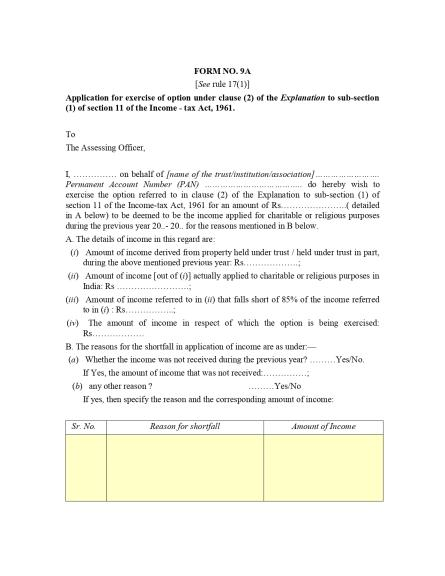 FORM NO. 9A
[See rule 17(1)]
Application for exercise of option under clause (2) of the Explanation to sub-section
(1) of section 11 of the Income - tax Act, 1961.
To
The Assessing Officer,
I, …………… on behalf of [name of the trust/institution/association]…………………….
Permanent Account Number (PAN) ………………………….. do hereby wish to
exercise the option referred to in clause (2) of the Explanation to sub-section (1) of
section 11 of the Income-tax Act, 1961 for an amount of Rs…………………( detailed
in A below) to be deemed to be the income applied for charitable or religious purposes
during the previous year 20..- 20.. for the reasons mentioned in B below.
A. The details of income in this regard are:
(i) Amount of income derived from property held under trust / held under trust in part,
during the above mentioned previous year: Rs………………;
(ii) Amount of income [out of (i)] actually applied to charitable or religious purposes in
India: Rs …………………;
(iii) Amount of income referred to in (ii) that falls short of 85% of the income referred
to in (i) : Rs……………;
(iv) The amount of income in respect of which the option is being exercised:
Rs………………
B. The reasons for the shortfall in application of income are as under:—
(a) Whether the income was not received during the previous year? ………Yes/No.
If Yes, the amount of income that was not received:……………;
(b) any other reason ? ………Yes/No
If yes, then specify the reason and the corresponding amount of income:
Sr. No. Reason for shortfall Amount of Income